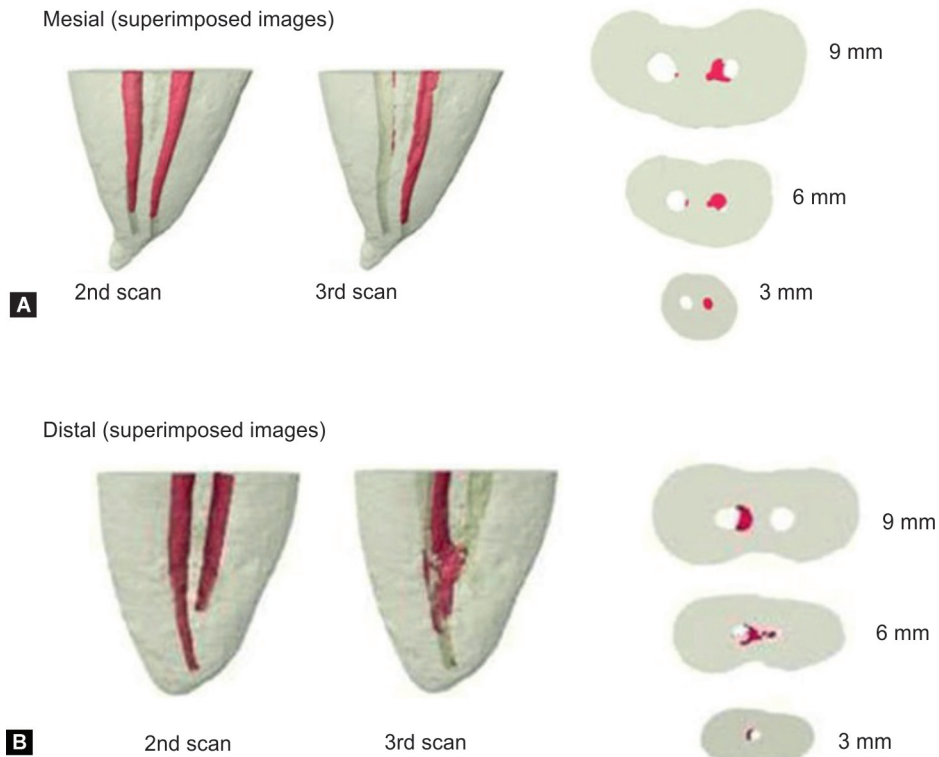 Mesial (superimposed images)
9 mm
6 mm
2nd scan
3rd scan
3 mm
A
Distal (superimposed images)
9 mm
6 mm
B
2nd scan
3rd scan
3 mm